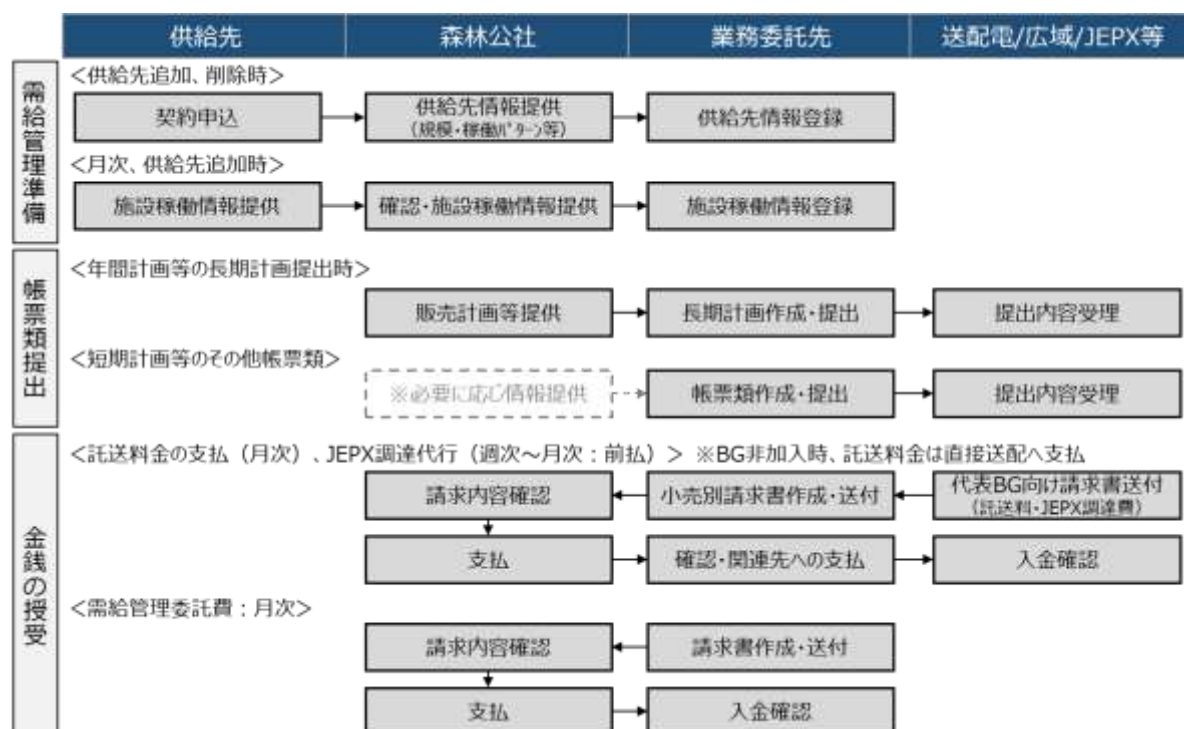 供給先
森林公社
業務委託先
送配電/広域/JEPX等
需給管理準備
<供給先追加、削除時>
契約申込
供給先情報提供
(規模・稼働パターン等)
供給先情報登録
<月次、供給先追加時>
施設稼働情報提供
確認・施設稼働情報提供
施設稼働情報登録
帳票類提出
<年間計画等の長期計画提出時>
販売計画等提供
長期計画作成・提出
提出内容受理
<短期計画等のその他帳票類>
※必要に応じ情報提供
帳票類作成・提出
提出内容受理
金銭の授受
<託送料金の支払(月次)、JEPX調達代行(週次~月次:前払)> ※BG非加入時、託送料金は直接送配へ支払
請求内容確認
小売別請求書作成・送付
代表BG向け請求書送付
(託送料・JEPX調達費)
支払
確認・関連先への支払
入金確認
<需給管理委託費:月次>
請求内容確認
請求書作成・送付
支払
入金確認